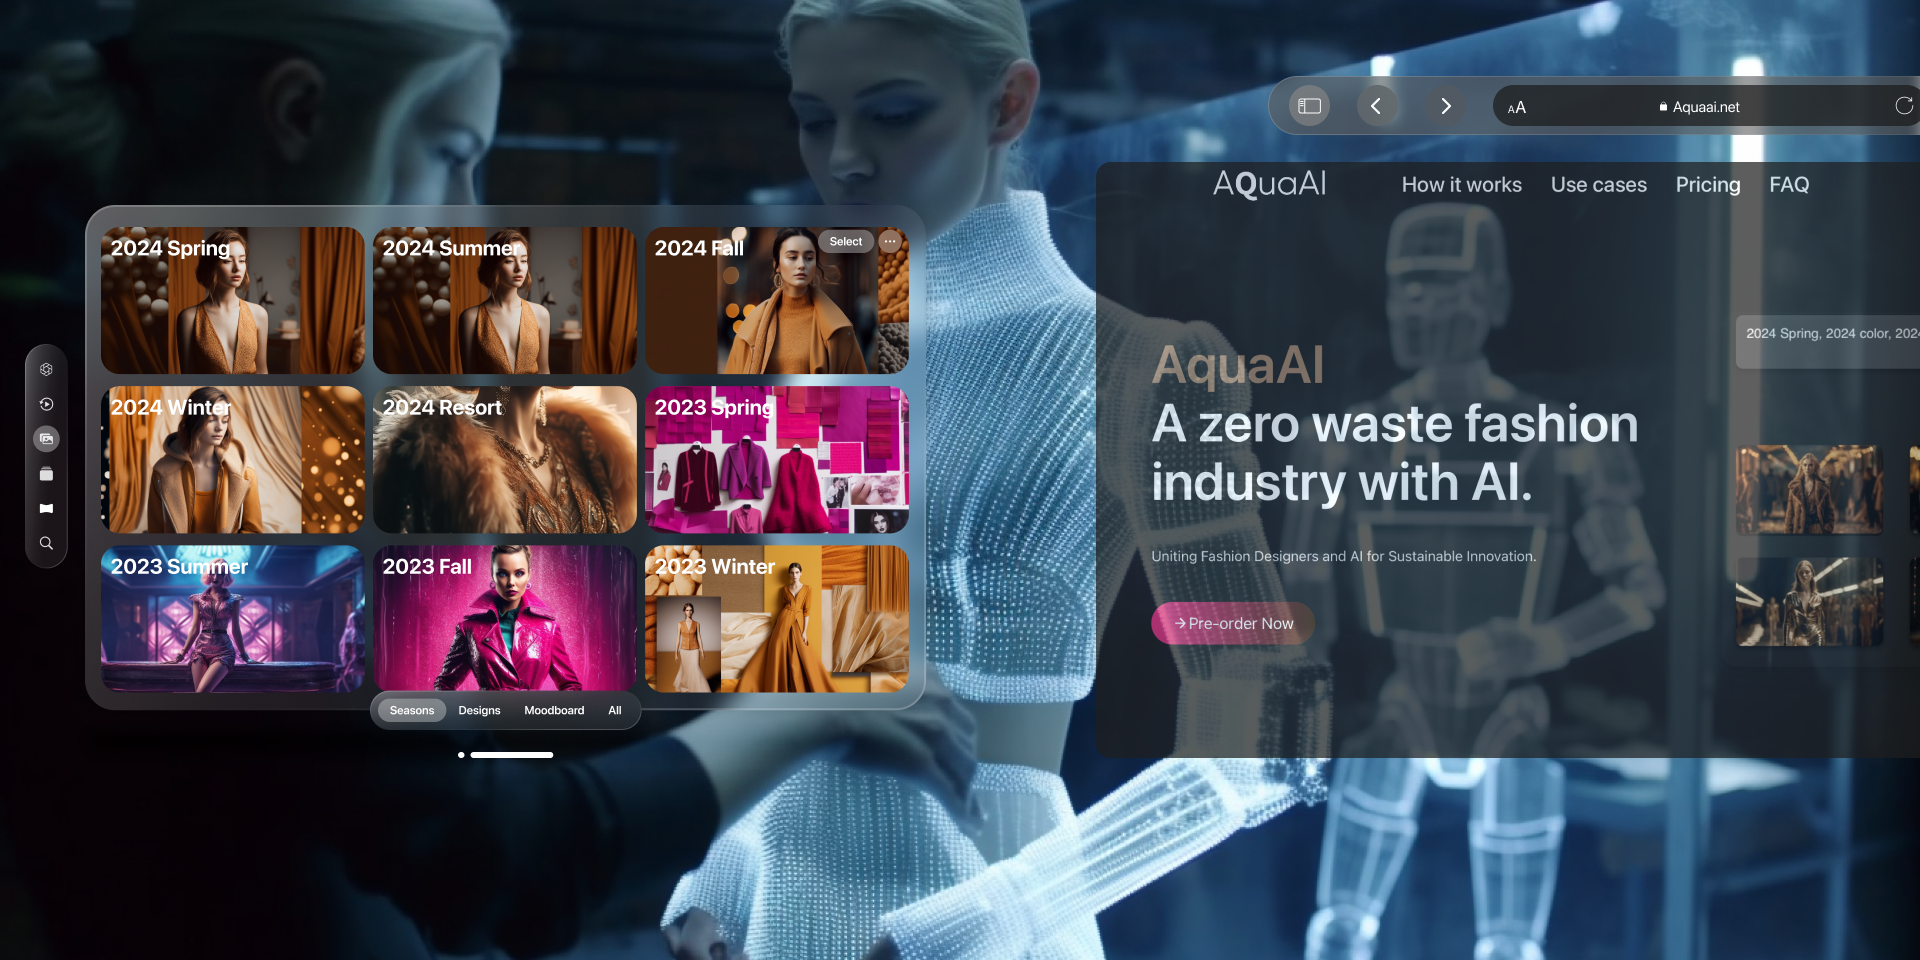 2024 Spring
2024 Summer
2024 Fall
Select
2024 Winter
2024 Resort
2023 Spring
2023 Summer
2023 Fall
2023 Winter
Seasons
Designs
Moodboard
All
AA
Aquaai.net
AQuaAI
How it works
Use cases
Pricing
FAQ
AquaAI
A zero waste fashion
industry with AI.
Uniting Fashion Designers and AI for Sustainable Innovation.
→Pre-order Now
2024 Spring, 2024 color, 2024